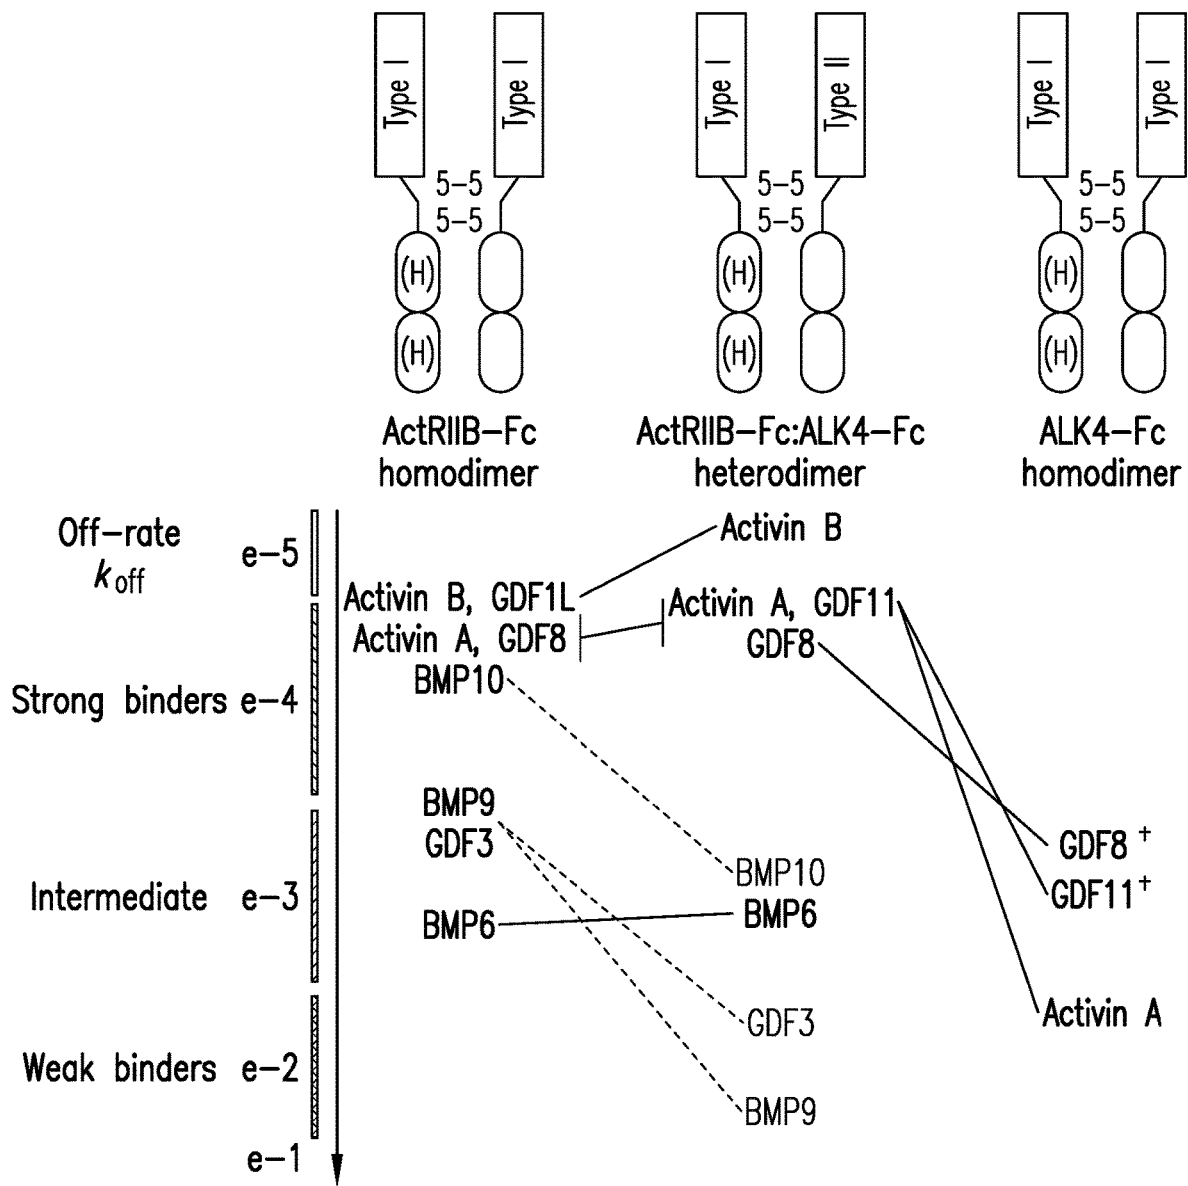 Type I
Type I
Type I
Type II
Type I
Type I
5-5
5-5
5-5
5-5
5-5
5-5
(H)
(H)
(H)
(H)
(H)
(H)
ActRIIB-Fc
homodimer
ActRIIB-Fc:ALK4-Fc
heterodimer
ALK4-Fc
homodimer
Off-rate
koff
e-5
Strong binders e-4
Intermediate e-3
Weak binders e-2
e-1
Activin B, GDF1L
Activin A, GDF8
BMP10
BMP9
GDF3
BMP6
Activin B
Activin A, GDF11
GDF8
BMP10
BMP6
GDF3
BMP9
GDF8 †
GDF11 †
Activin A